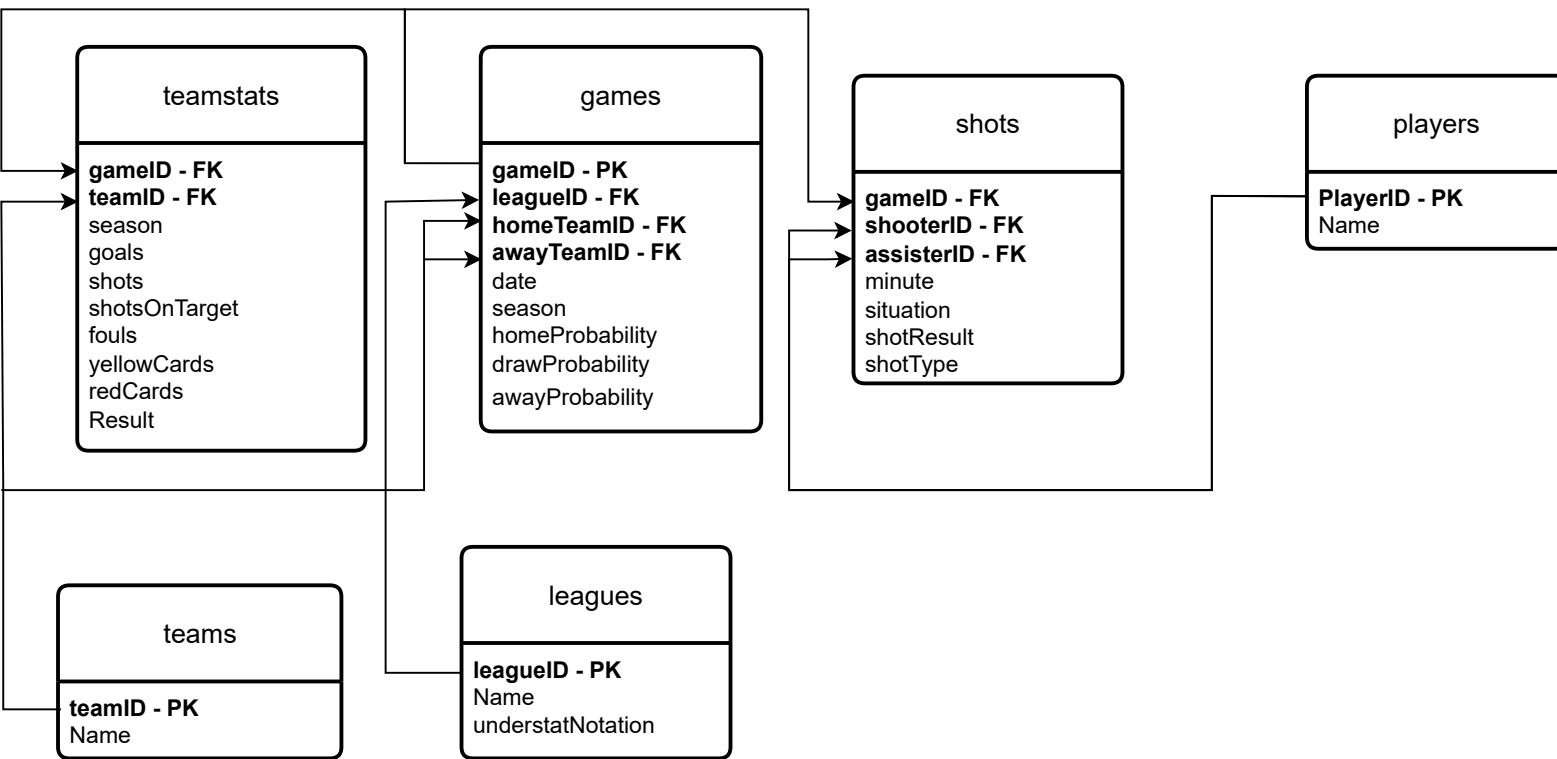 teamstats
gameID - FK
teamID - FK
season
goals
shots
shotsOnTarget
fouls
yellowCards
redCards
Result
games
gameID - PK
leagueID - FK
homeTeamID - FK
awayTeamID - FK
date
season
homeProbability
drawProbability
awayProbability
shots
gameID - FK
shooterID - FK
assisterID - FK
minute
situation
shotResult
shotType
players
PlayerID - PK
Name
teams
teamID - PK
Name
leagues
leagueID - PK
Name
understatNotation